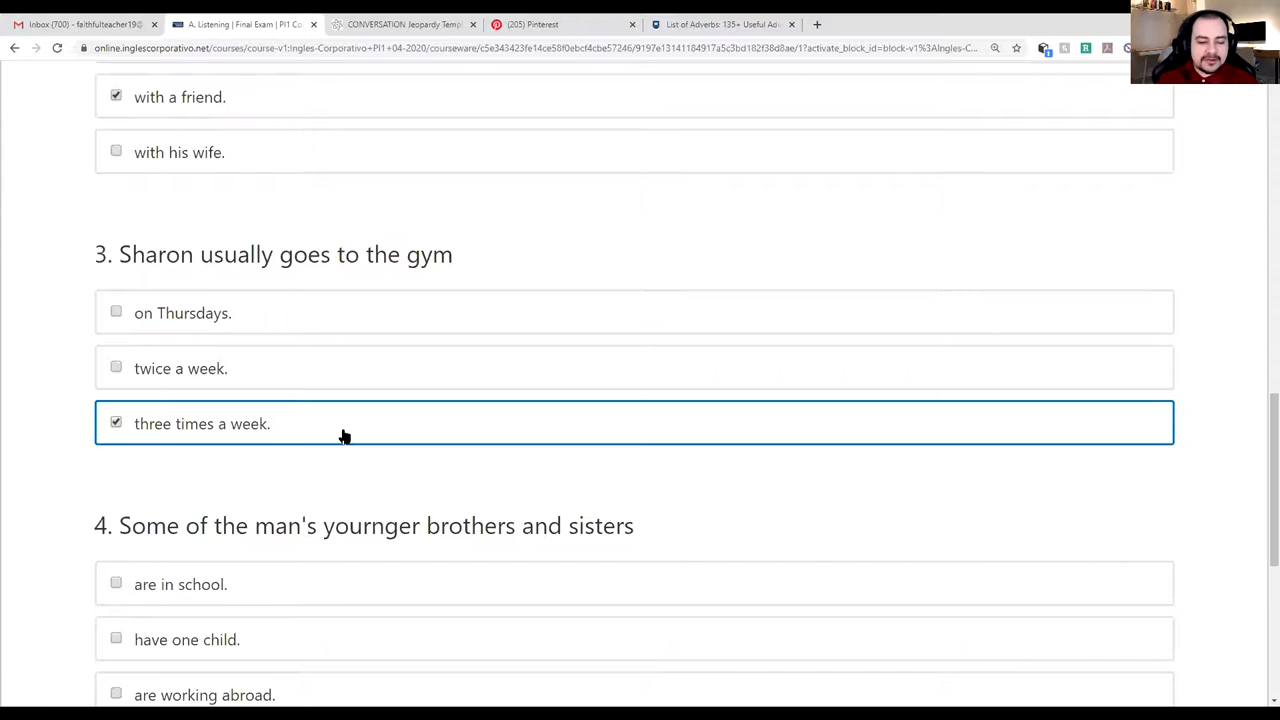 Inbox (700) - faithfulteacher19@
A. Listening | Final Exam | PI1 Co
CONVERSATION Jeopardy Templ
(205) Pinterest
List of Adverbs: 135+ Useful Adv
with a friend.
with his wife.
3. Sharon usually goes to the gym
on Thursdays.
twice a week.
three times a week.
4. Some of the man's yournger brothers and sisters
are in school.
have one child.
are working abroad.